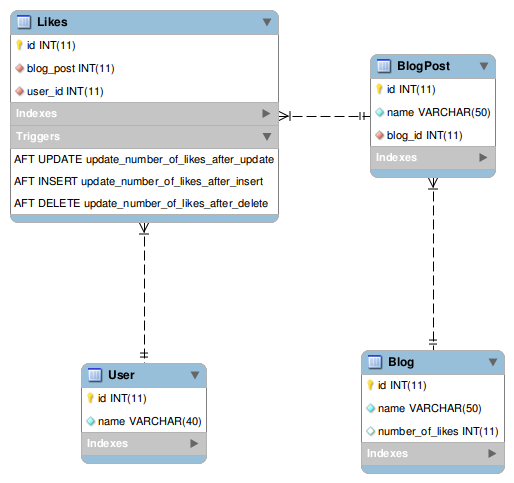 Likes
id INT(11)
blog_post INT(11)
user_id INT(11)
Indexes
Triggers
AFT UPDATE update_number_of_likes_after_update
AFT INSERT update_number_of_likes_after_insert
AFT DELETE update_number_of_likes_after_delete
BlogPost
id INT(11)
name VARCHAR(50)
blog_id INT(11)
Indexes
User
id INT(11)
name VARCHAR(40)
Indexes
Blog
id INT(11)
name VARCHAR(50)
number_of_likes INT(11)
Indexes